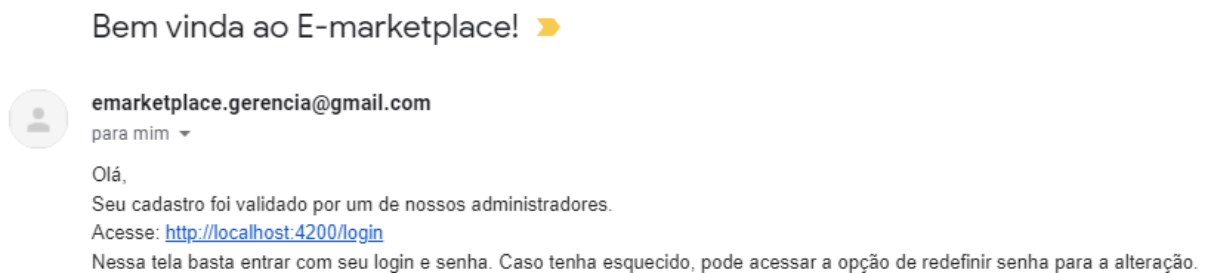 Bem vinda ao E-marketplace!
emarketplace.gerencia@gmail.com
para mim
Olá,
Seu cadastro foi validado por um de nossos administradores.
Acesse: http://localhost:4200/login
Nessa tela basta entrar com seu login e senha. Caso tenha esquecido, pode acessar a opção de redefinir senha para a alteração.